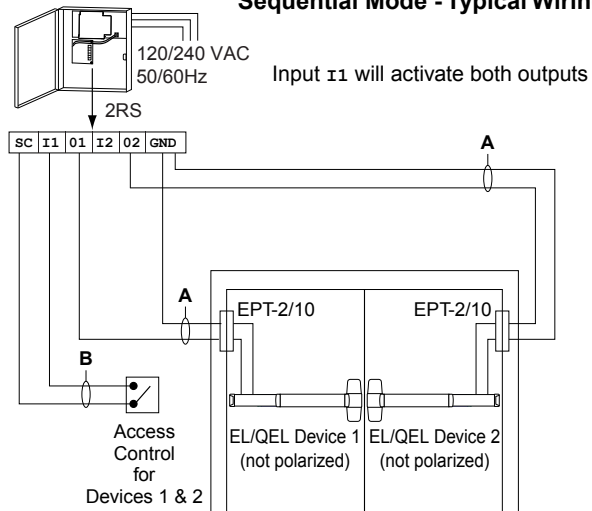 Sequential Mode - Typical Wirin
120/240 VAC
50/60Hz
Input I1 will activate both outputs
2RS
SC I1 01 I2 02 GND
A
A
EPT-2/10 EPT-2/10
B
Access
Control
for
Devices 1 & 2
EL/QEL Device 1
(not polarized)
EL/QEL Device 2
(not polarized)